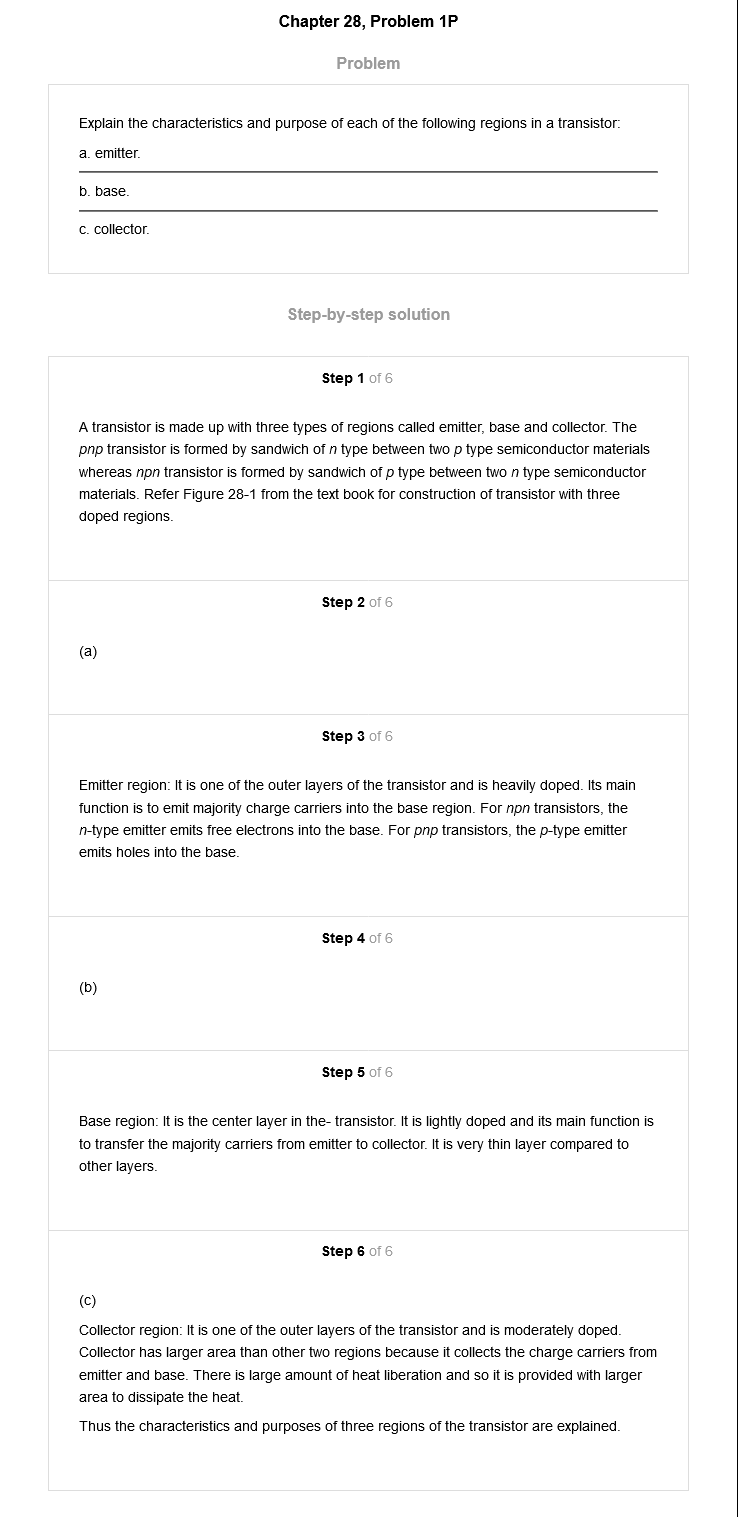 Chapter 28, Problem 1P
Problem
Explain the characteristics and purpose of each of the following regions in a transistor:
a. emitter.
b. base.
c. collector.
Step-by-step solution
Step 1 of 6
A transistor is made up with three types of regions called emitter, base and collector. The
pnp transistor is formed by sandwich of n type between two p type semiconductor materials
whereas npn transistor is formed by sandwich of p type between two n type semiconductor
materials. Refer Figure 28-1 from the text book for construction of transistor with three
doped regions.
Step 2 of 6
(a)
Step 3 of 6
Emitter region: It is one of the outer layers of the transistor and is heavily doped. Its main
function is to emit majority charge carriers into the base region. For npn transistors, the
n-type emitter emits free electrons into the base. For pnp transistors, the p-type emitter
emits holes into the base.
Step 4 of 6
(b)
Step 5 of 6
Base region: It is the center layer in the- transistor. It is lightly doped and its main function is
to transfer the majority carriers from emitter to collector. It is very thin layer compared to
other layers.
Step 6 of 6
(c)
Collector region: It is one of the outer layers of the transistor and is moderately doped.
Collector has larger area than other two regions because it collects the charge carriers from
emitter and base. There is large amount of heat liberation and so it is provided with larger
area to dissipate the heat.
Thus the characteristics and purposes of three regions of the transistor are explained.